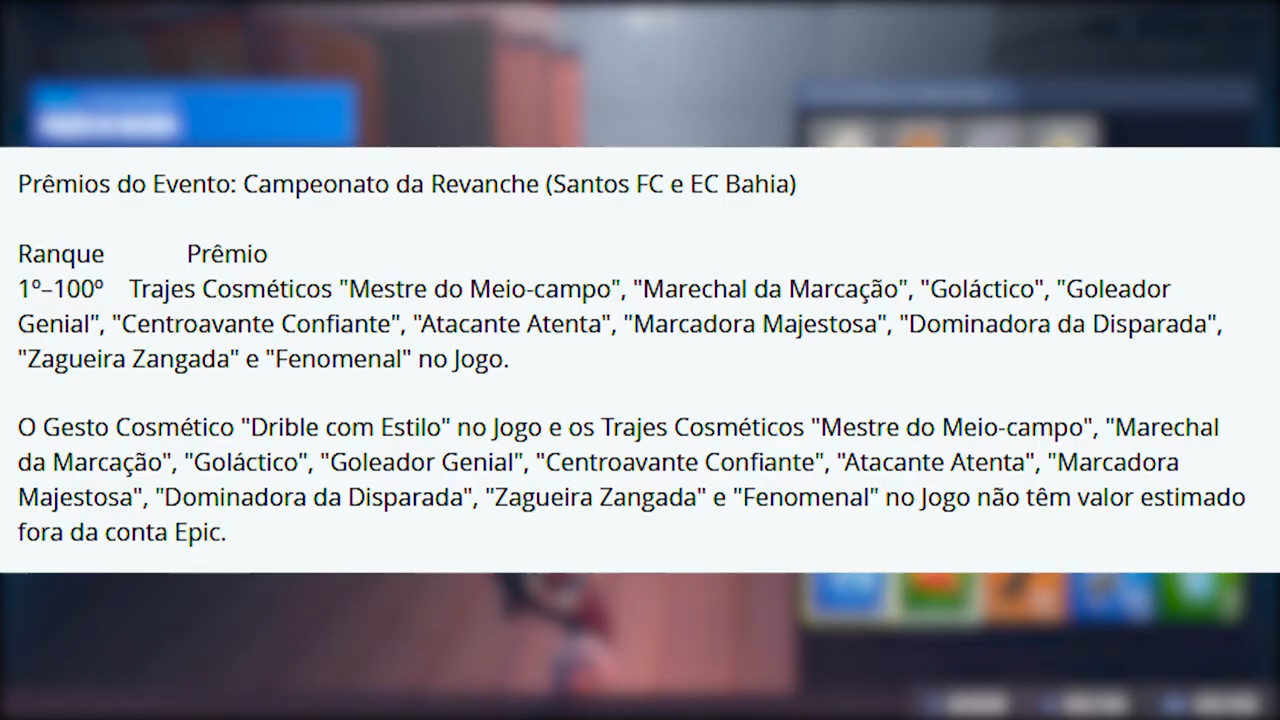 Prêmios do Evento: Campeonato da Revanche (Santos FC e EC Bahia)
Ranque Prêmio
1º–100º Trajes Cosméticos "Mestre do Meio-campo", "Marechal da Marcação", "Goláctico", "Goleador
Genial", "Centroavante Confiante", "Atacante Atenta", "Marcadora Majestosa", "Dominadora da Disparada",
"Zagueira Zangada" e "Fenomenal" no Jogo.
O Gesto Cosmético "Drible com Estilo" no Jogo e os Trajes Cosméticos "Mestre do Meio-campo", "Marechal
da Marcação", "Goláctico", "Goleador Genial", "Centroavante Confiante", "Atacante Atenta", "Marcadora
Majestosa", "Dominadora da Disparada", "Zagueira Zangada" e "Fenomenal" no Jogo não têm valor estimado
fora da conta Epic.